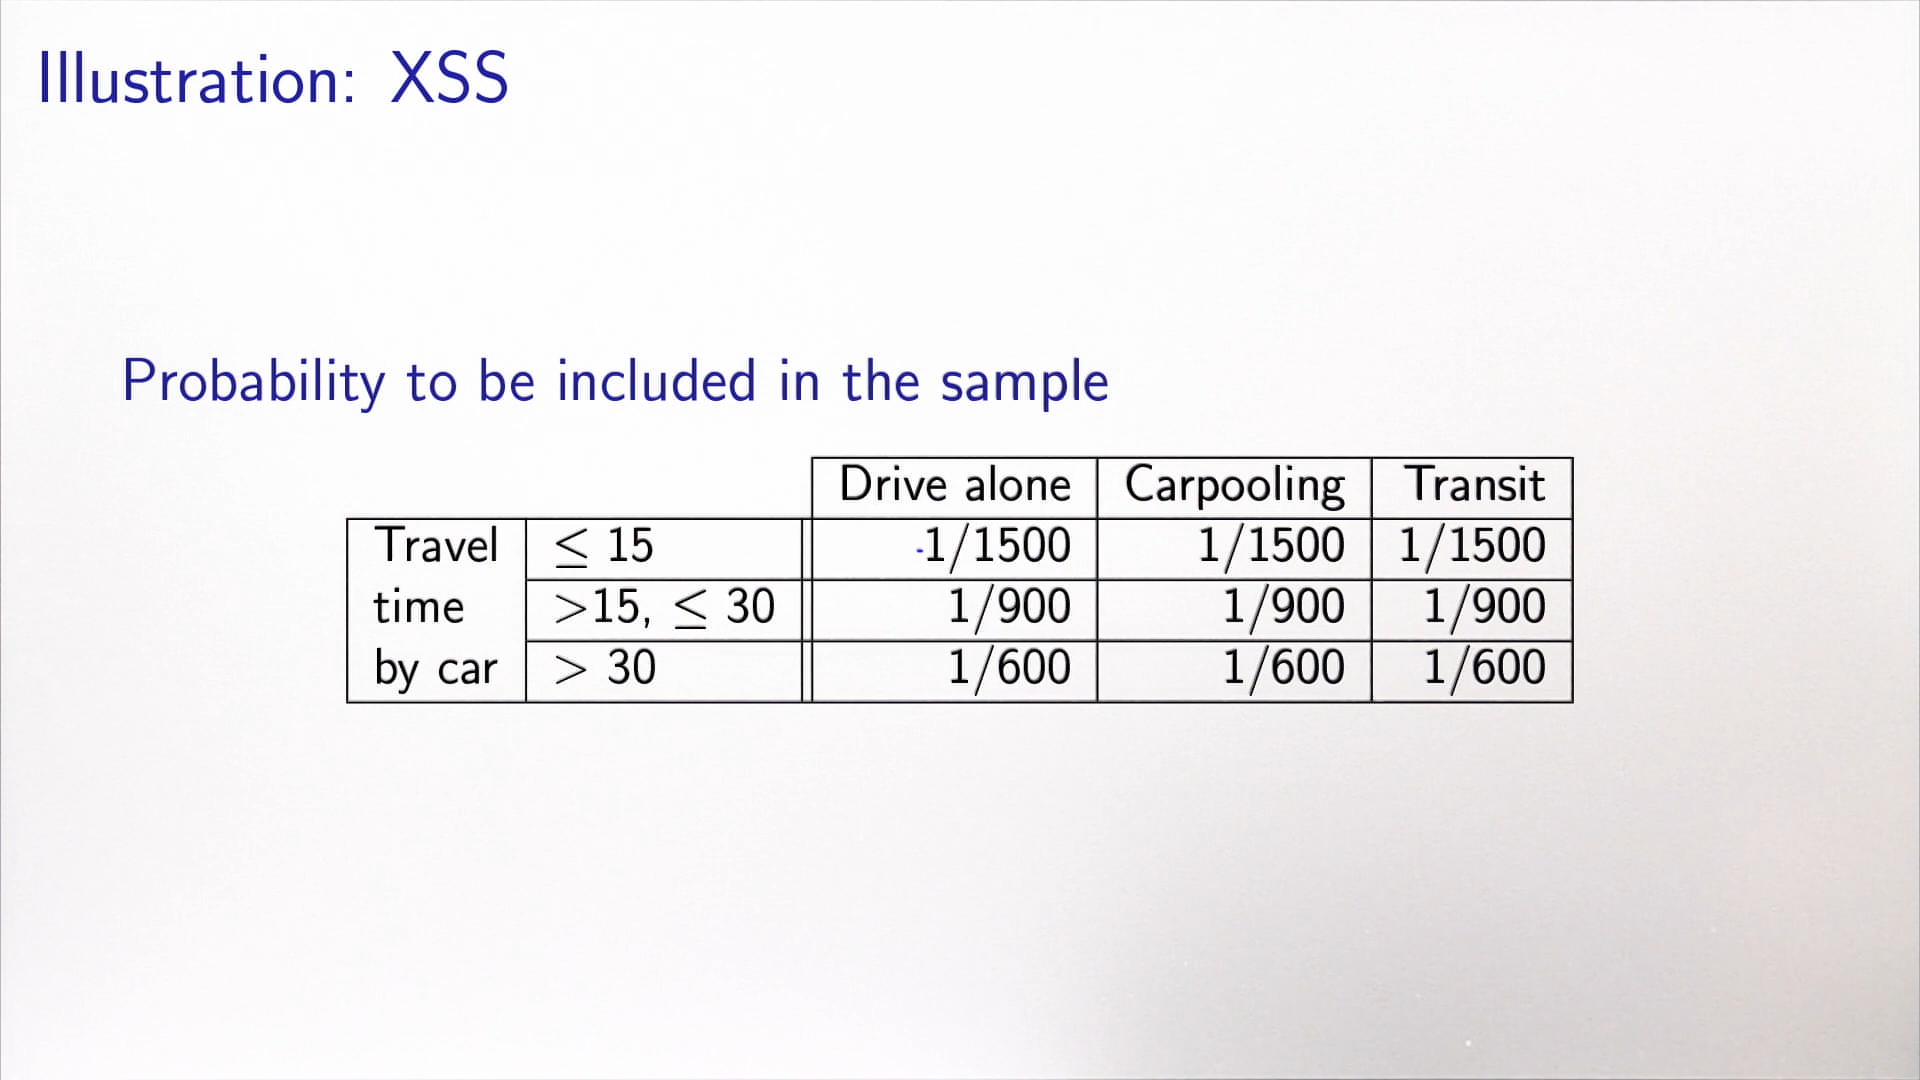 Illustration: XSS
Probability to be included in the sample
Drive alone Carpooling Transit
Travel ≤ 15 1/1500 1/1500 1/1500
time >15, ≤ 30 1/900 1/900 1/900
by car > 30 1/600 1/600 1/600